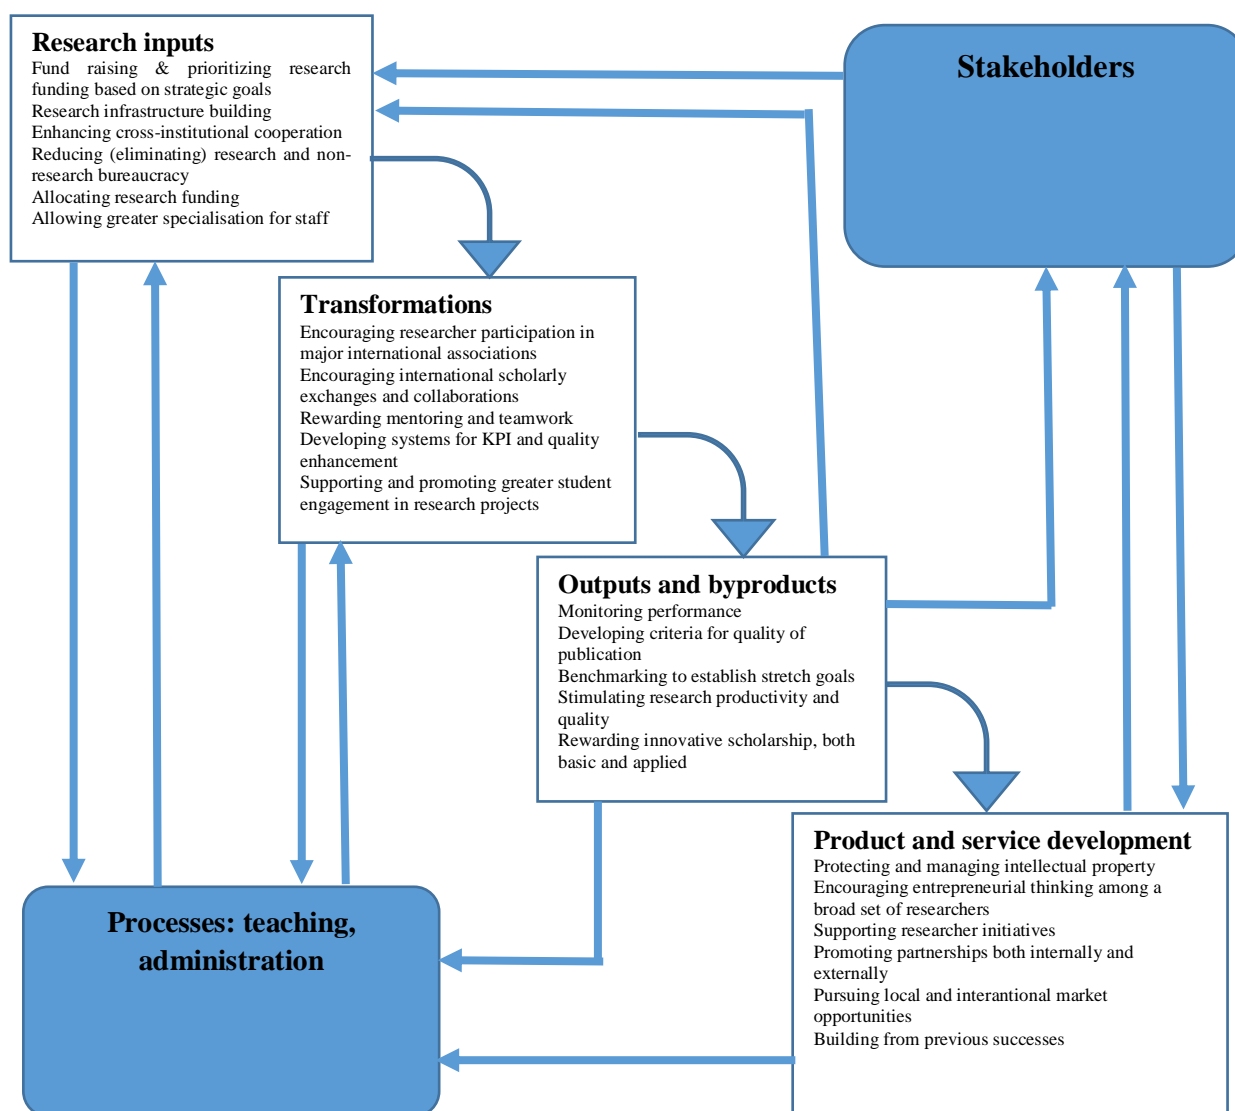 Research inputs
Fund raising & prioritizing research
funding based on strategic goals
Research infrastructure building
Enhancing cross-institutional cooperation
Reducing (eliminating) research and non-
research bureaucracy
Allocating research funding
Allowing greater specialisation for staff
Stakeholders
Transformations
Encouraging researcher participation in
major international associations
Encouraging international scholarly
exchanges and collaborations
Rewarding mentoring and teamwork
Developing systems for KPI and quality
enhancement
Supporting and promoting greater student
engagement in research projects
Outputs and byproducts
Monitoring performance
Developing criteria for quality of
publication
Benchmarking to establish stretch goals
Stimulating research productivity and
quality
Rewarding innovative scholarship, both
basic and applied
Product and service development
Protecting and managing intellectual property
Encouraging entrepreneurial thinking among a
broad set of researchers
Supporting researcher initiatives
Promoting partnerships both internally and
externally
Pursuing local and interantional market
opportunities
Building from previous successes
Processes: teaching,
administration